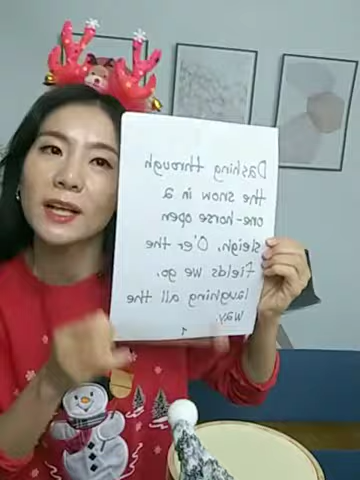 Dashing through
the snow in a
one-horse open
sleigh, O'er the
Fields we go,
laughing all the
way.
1